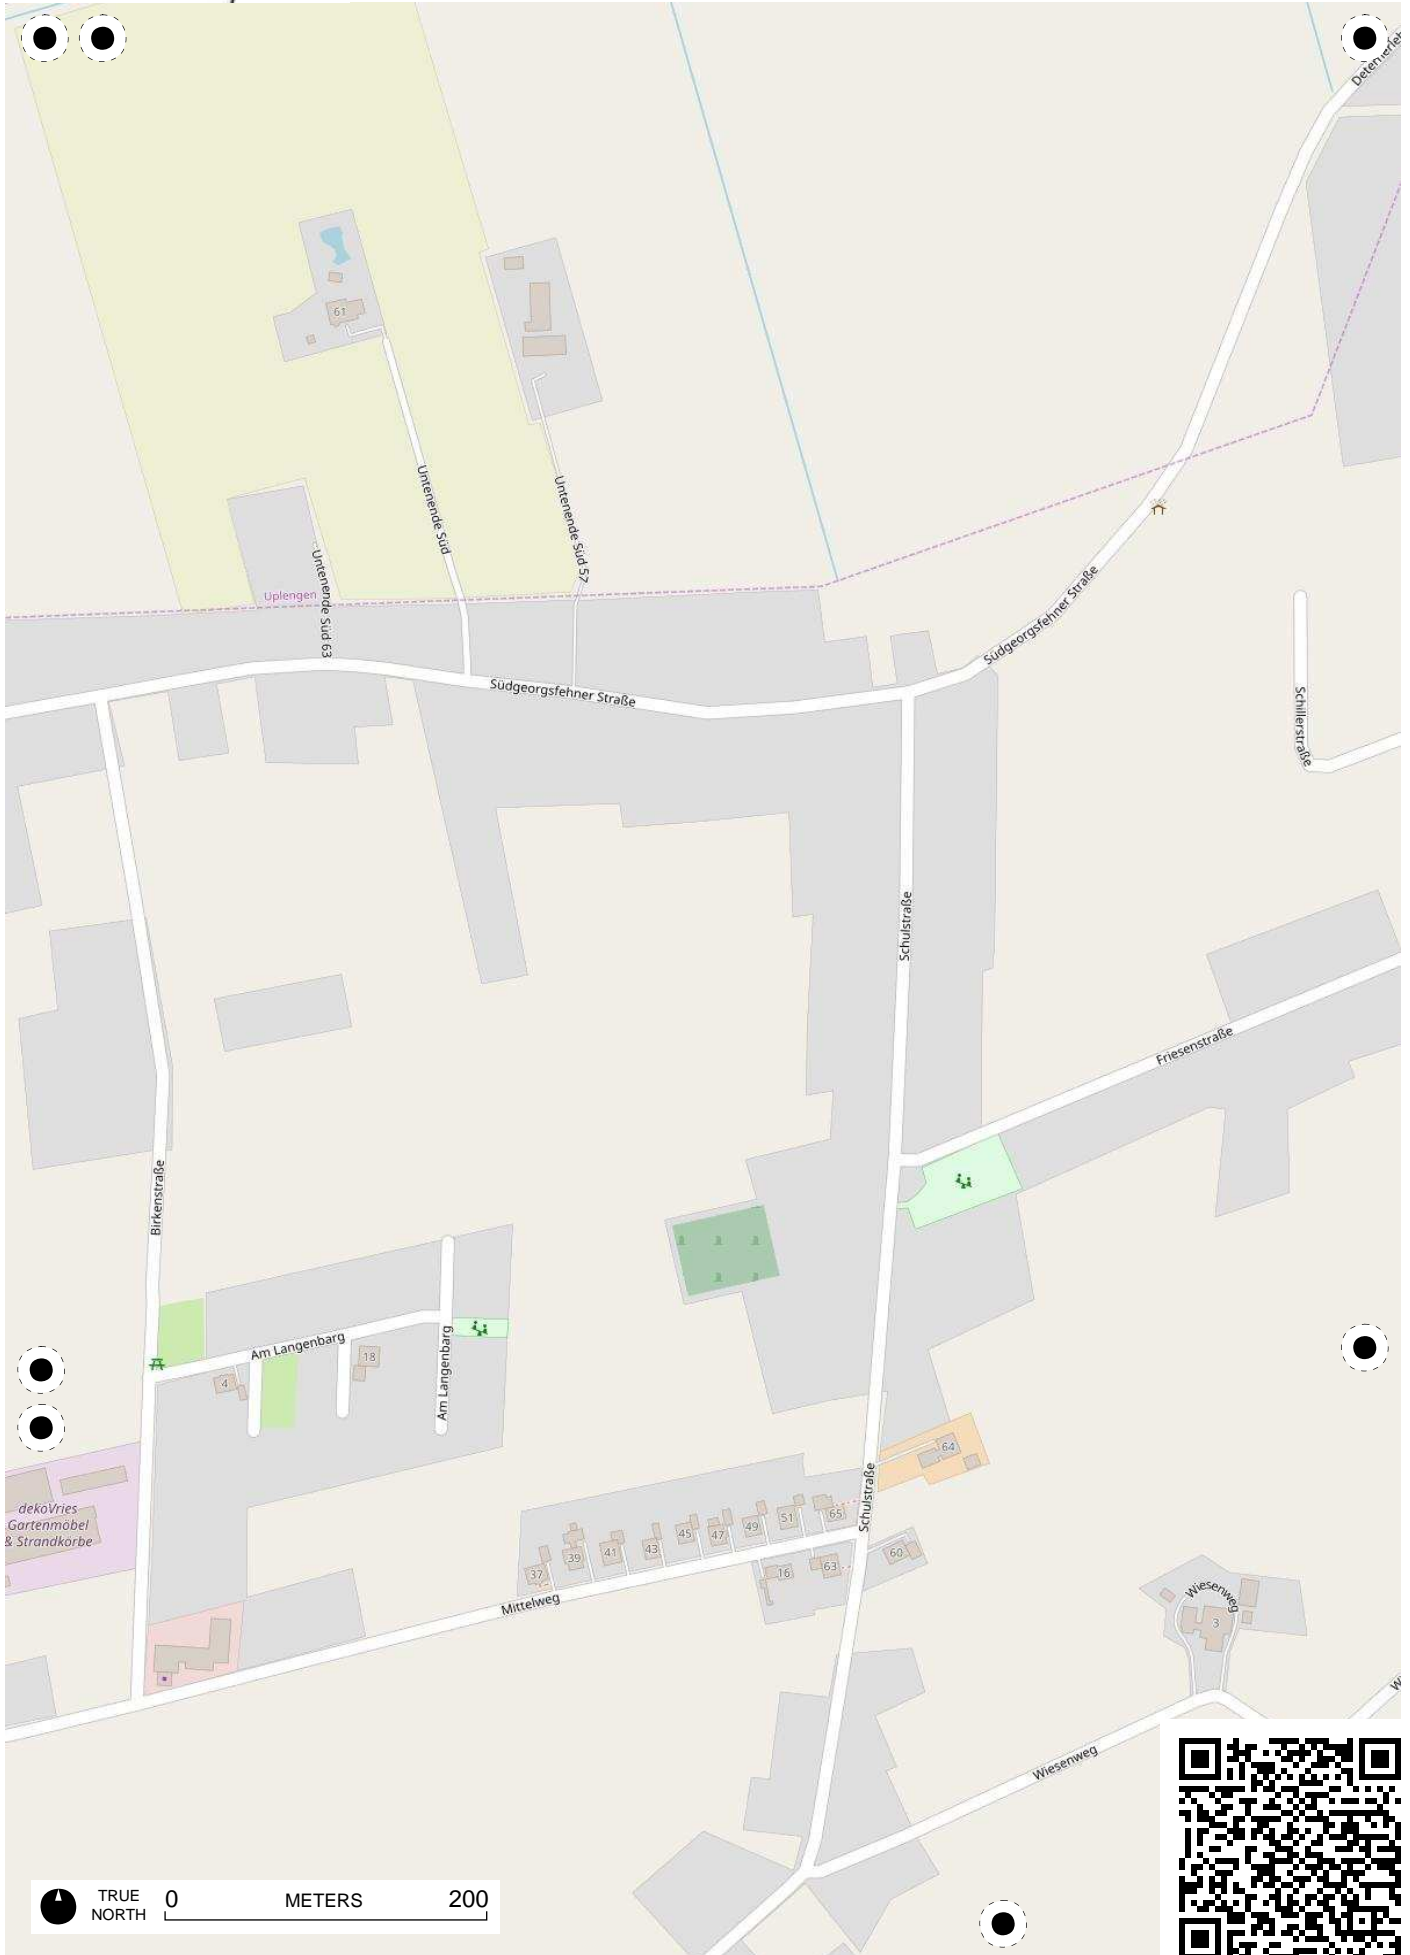 61
Untenende Süd
Untenende Süd 57
Untenende Süd 63
Uplengen
Südgeorgsfehner Straße
Südgeorgsfehner Straße
Schillerstraße
Schulstraße
Friesenstraße
Birkenstraße
Am Langenbarg
Am Langenbarg
18
4
dekoVries
Gartenmöbel
& Strandkörbe
Schulstraße
64
65
51
49
47
45
43
41
39
37
60
63
16
Mittelweg
Wiesenweg
3
Wiesenweg
TRUE
NORTH
0
METERS
200